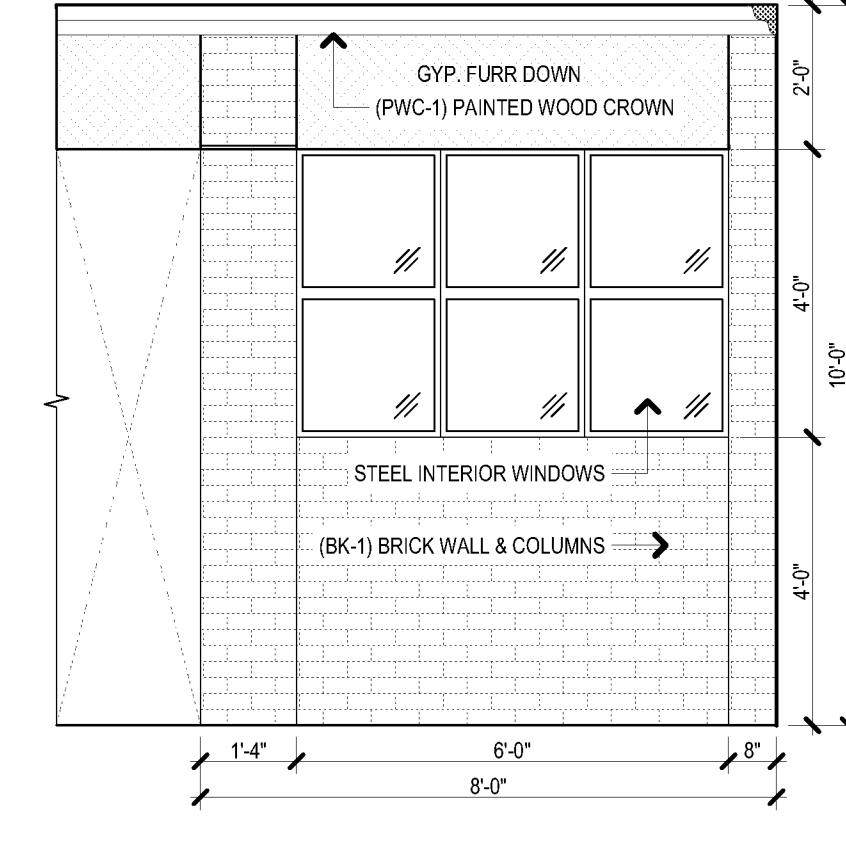 GYP. FURR DOWN
(PWC-1) PAINTED WOOD CROWN
2'-0"
4'-0"
10'-0"
STEEL INTERIOR WINDOWS
(BK-1) BRICK WALL & COLUMNS
4'-0"
1'-4"
6'-0"
8"
8'-0"